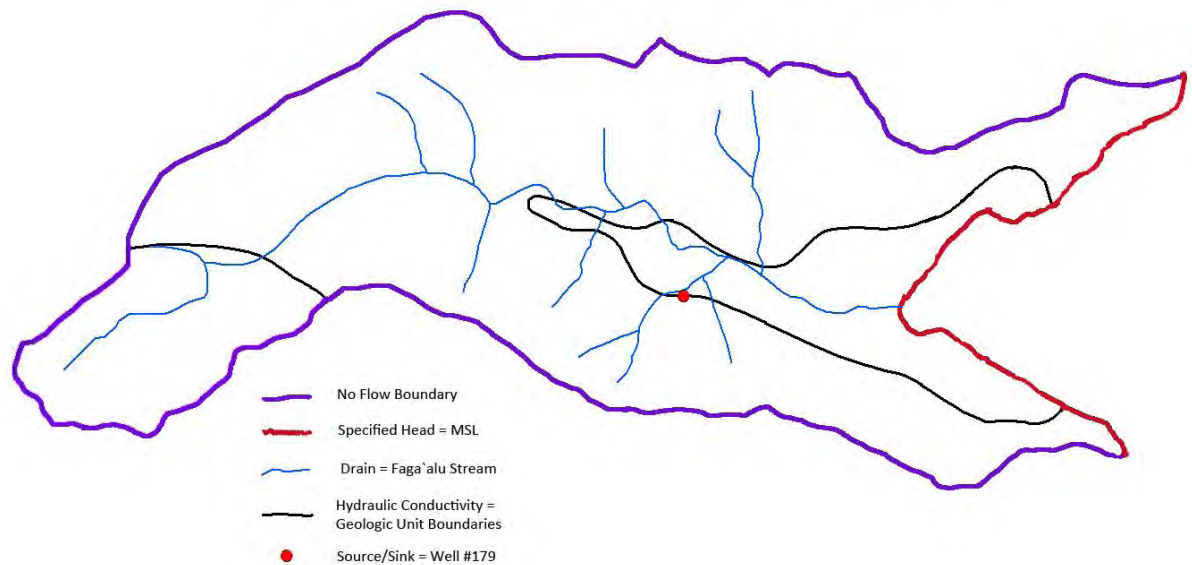 No Flow Boundary
Specified Head = MSL
Drain = Faga`alu Stream
Hydraulic Conductivity =
Geologic Unit Boundaries
Source/Sink = Well #179